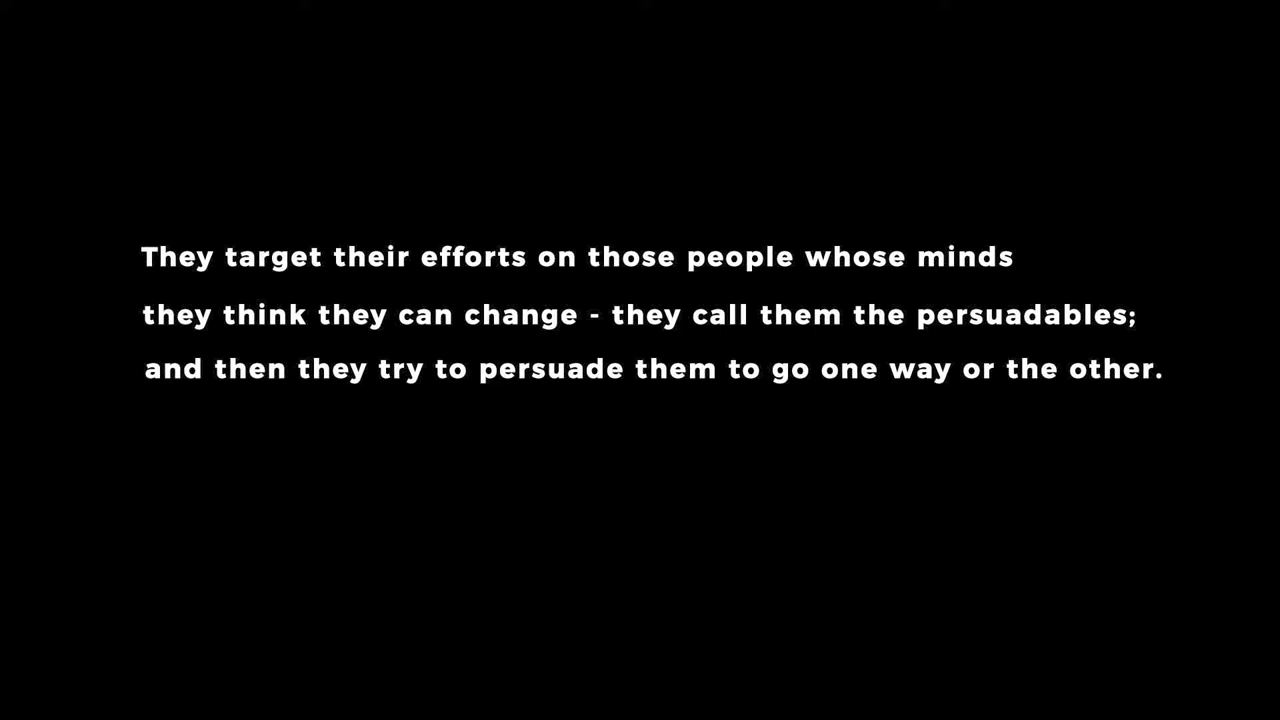 They target their efforts on those people whose minds
they think they can change - they call them the persuadables;
and then they try to persuade them to go one way or the other.